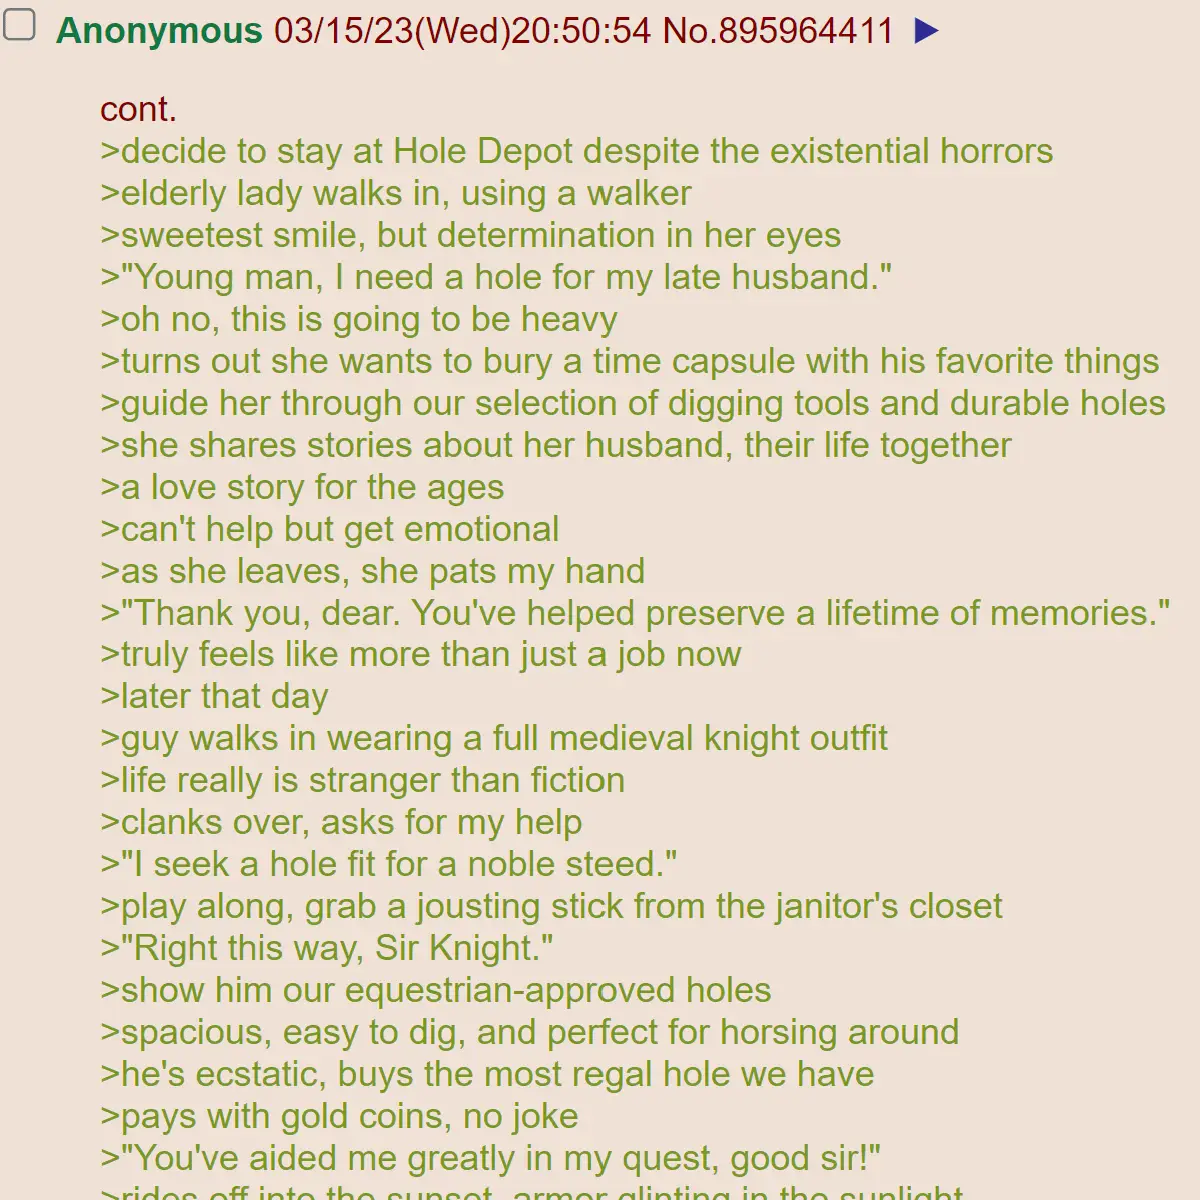 Anonymous 03/15/23(Wed)20:50:54 No.895964411 ▶
cont.
>decide to stay at Hole Depot despite the existential horrors
>elderly lady walks in, using a walker
>sweetest smile, but determination in her eyes
>"Young man, I need a hole for my late husband."
>oh no, this is going to be heavy
>turns out she wants to bury a time capsule with his favorite things
>guide her through our selection of digging tools and durable holes
>she shares stories about her husband, their life together
>a love story for the ages
>can't help but get emotional
>as she leaves, she pats my hand
>"Thank you, dear. You've helped preserve a lifetime of memories."
>truly feels like more than just a job now
>later that day
>guy walks in wearing a full medieval knight outfit
>life really is stranger than fiction
>clanks over, asks for my help
>"I seek a hole fit for a noble steed."
>play along, grab a jousting stick from the janitor's closet
>"Right this way, Sir Knight."
>show him our equestrian-approved holes
>spacious, easy to dig, and perfect for horsing around
>he's ecstatic, buys the most regal hole we have
>pays with gold coins, no joke
>"You've aided me greatly in my quest, good sir!"
>rides off into the sunset, armor glinting in the sunlight